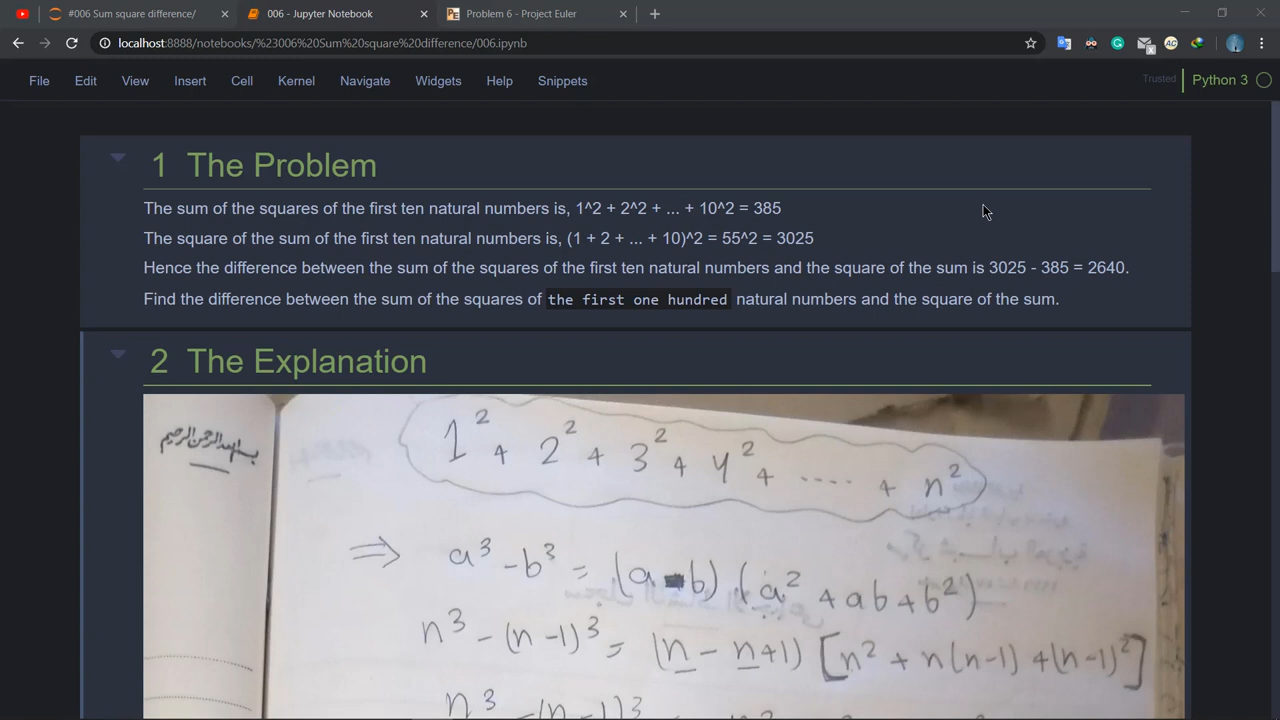 #006 Sum square difference/
006 - Jupyter Notebook
Problem 6 - Project Euler
localhost:8888/notebooks/%23006%20Sum%20square%20difference/006.ipynb
File Edit View Insert Cell Kernel Navigate Widgets Help Snippets Trusted Python 3
1 The Problem
The sum of the squares of the first ten natural numbers is, 1^2 + 2^2 + ... + 10^2 = 385
The square of the sum of the first ten natural numbers is, (1 + 2 + ... + 10)^2 = 55^2 = 3025
Hence the difference between the sum of the squares of the first ten natural numbers and the square of the sum is 3025 - 385 = 2640.
Find the difference between the sum of the squares of the first one hundred natural numbers and the square of the sum.
2 The Explanation
بسم الله الرحمن الرحيم
1² + 2² + 3² + 4² + ..... + n²
⇒ a³ - b³ = (a - b) (a² + ab + b²)
n³ - (n - 1)³ = (n - n + 1) [n² + n(n-1) + (n-1)²]